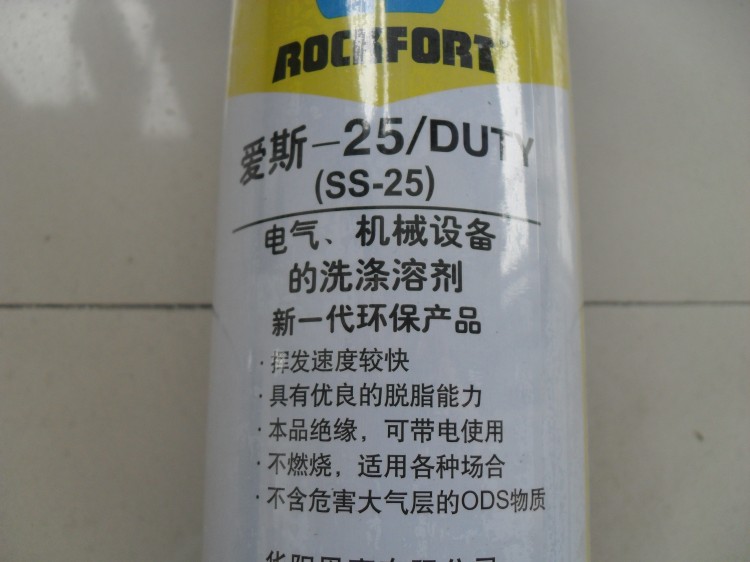 ROCKFORT
爱斯-25/DUTY
(SS-25)
电气、机械设备
的洗涤溶剂
新一代环保产品
·挥发速度较快
·具有优良的脱脂能力
·本品绝缘，可带电使用
·不燃烧，适用各种场合
·不含危害大气层的ODS物质